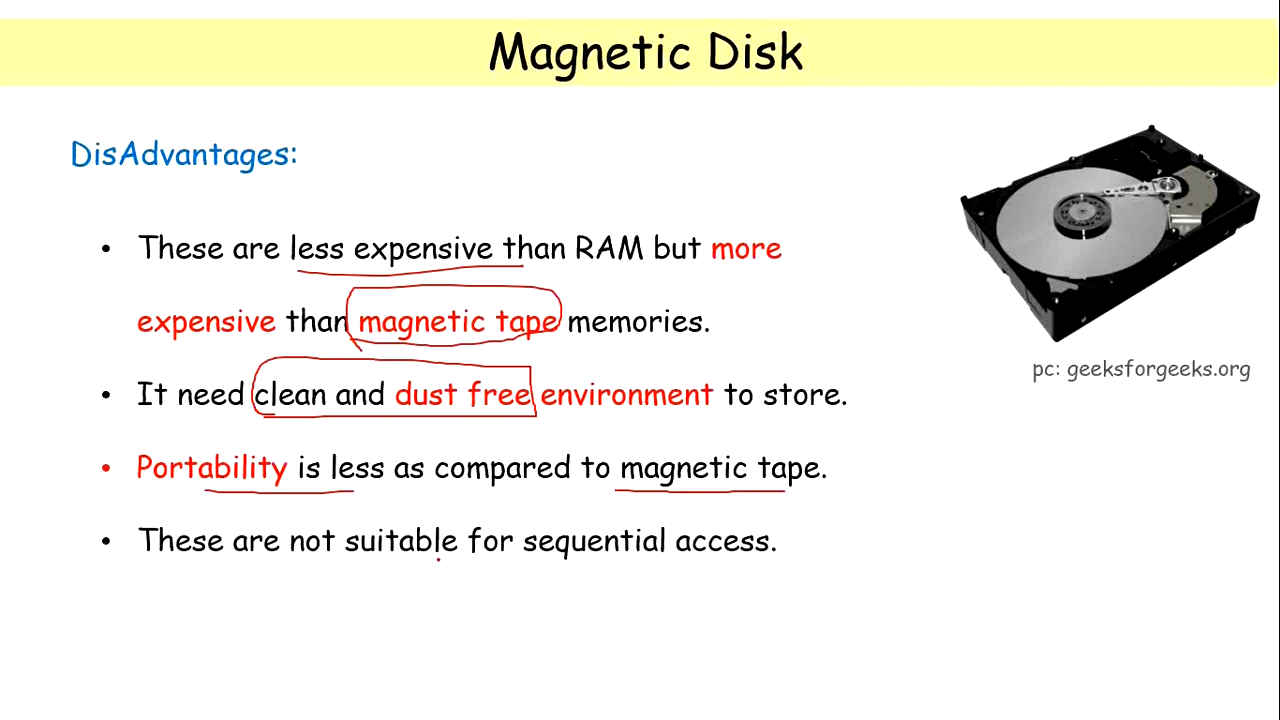 Magnetic Disk
DisAdvantages:
• These are less expensive than RAM but more
expensive than magnetic tape memories.
• It need clean and dust free environment to store.
• Portability is less as compared to magnetic tape.
• These are not suitable for sequential access.
pc: geeksforgeeks.org